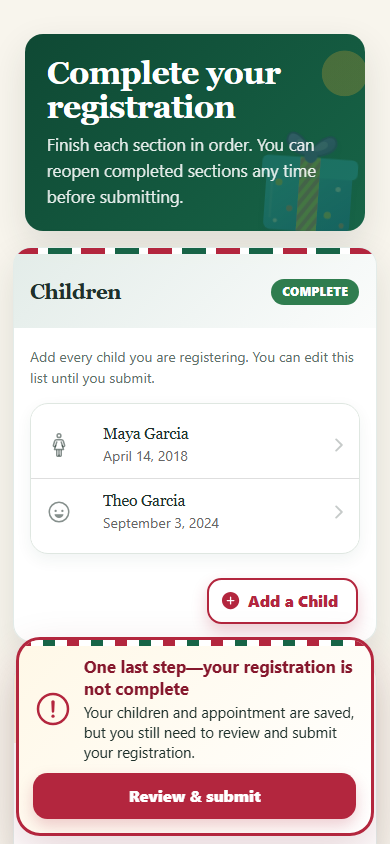 Complete your
registration
Finish each section in order. You can
reopen completed sections any time
before submitting.
Children
COMPLETE
Add every child you are registering. You can edit this
list until you submit.
Maya Garcia
April 14, 2018
Theo Garcia
September 3, 2024
Add a Child
One last step—your registration is
not complete
Your children and appointment are saved,
but you still need to review and submit
your registration.
Review & submit